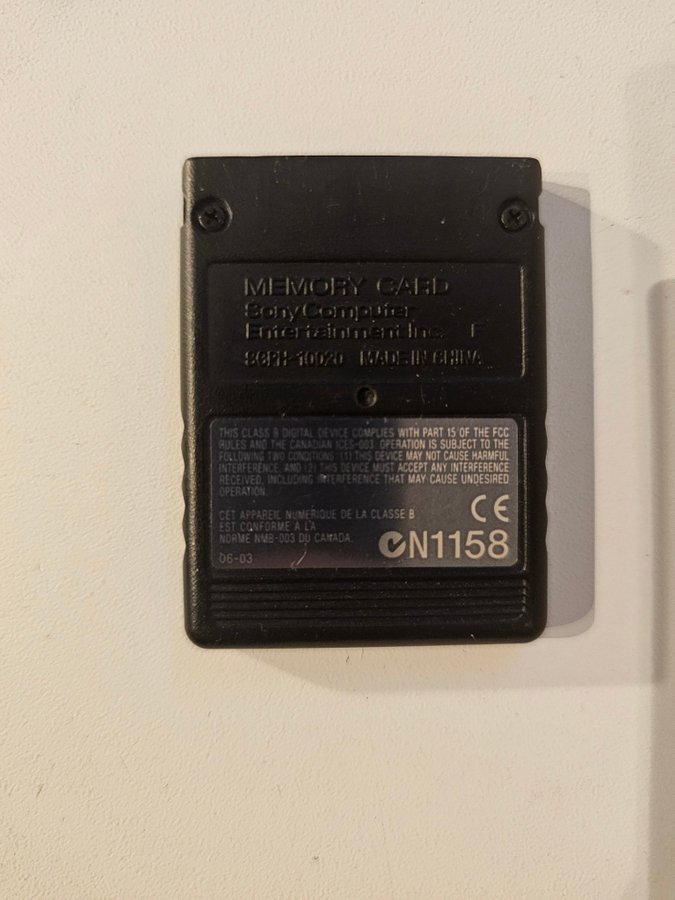 MEMORY CARD
Sony Computer
Entertainment Inc. F
SCPH-10020 MADE IN CHINA
THIS CLASS B DIGITAL DEVICE COMPLIES WITH PART 15 OF THE FCC
RULES AND THE CANADIAN ICES-003. OPERATION IS SUBJECT TO THE
FOLLOWING TWO CONDITIONS: (1) THIS DEVICE MAY NOT CAUSE HARMFUL
INTERFERENCE, AND (2) THIS DEVICE MUST ACCEPT ANY INTERFERENCE
RECEIVED, INCLUDING INTERFERENCE THAT MAY CAUSE UNDESIRED
OPERATION.
CET APPAREIL NUMERIQUE DE LA CLASSE B
EST CONFORME A LA
NORME NMB-003 DU CANADA.
CE
N1158
06-03